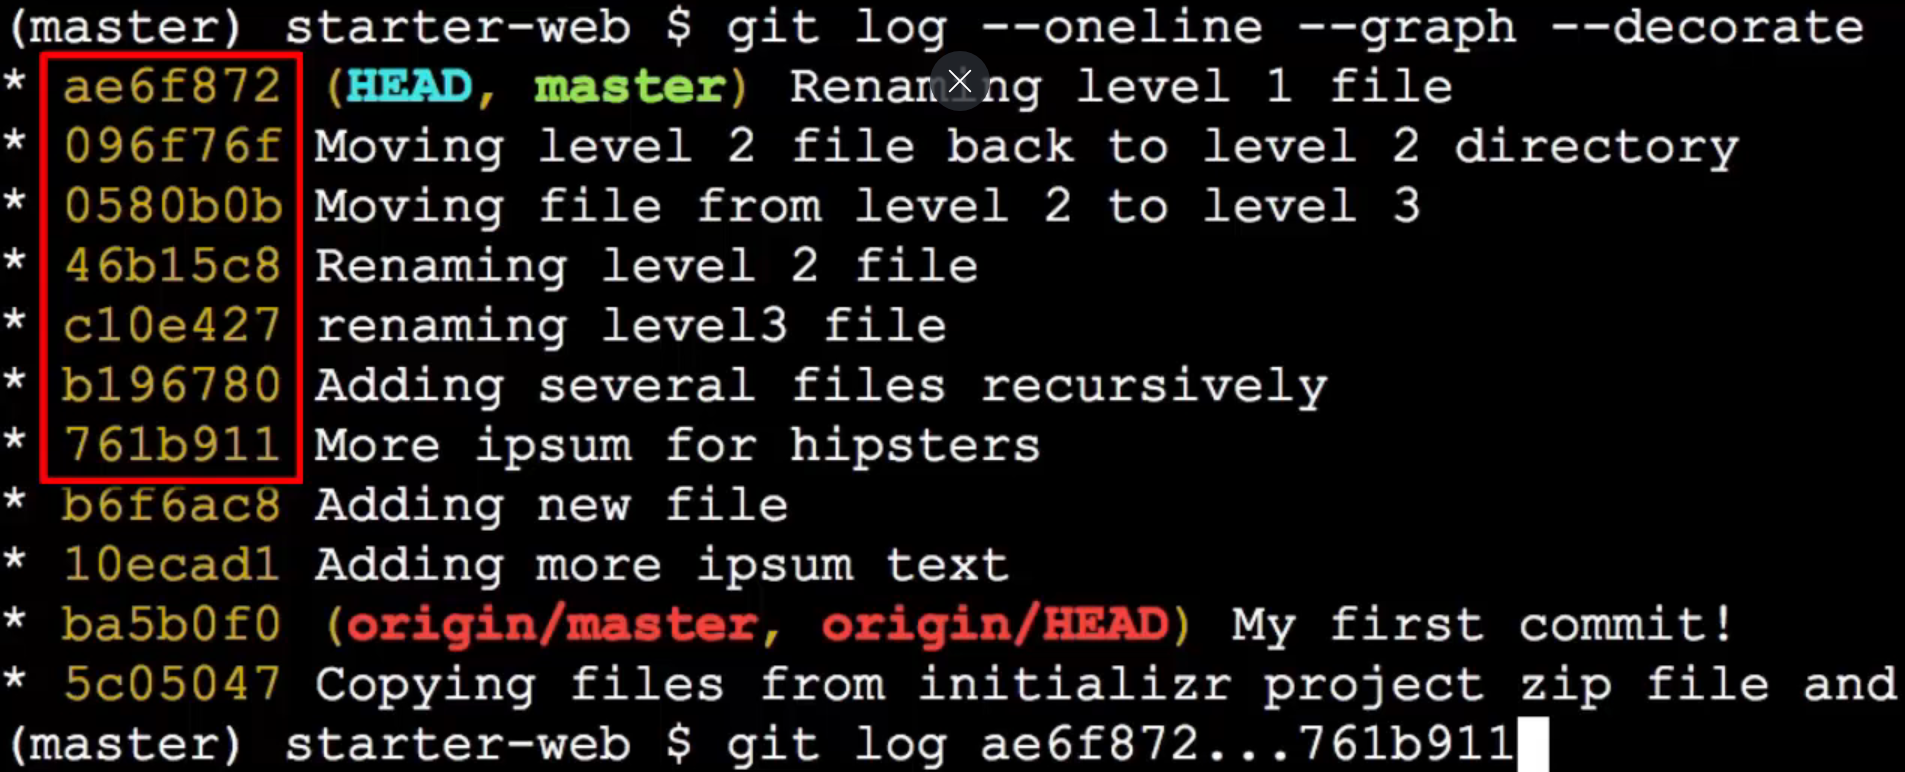 (master) starter-web $ git log --oneline --graph --decorate
* ae6f872 (HEAD, master) Renaming level 1 file
* 096f76f Moving level 2 file back to level 2 directory
* 0580b0b Moving file from level 2 to level 3
* 46b15c8 Renaming level 2 file
* c10e427 renaming level3 file
* b196780 Adding several files recursively
* 761b911 More ipsum for hipsters
* b6f6ac8 Adding new file
* 10ecad1 Adding more ipsum text
* ba5b0f0 (origin/master, origin/HEAD) My first commit!
* 5c05047 Copying files from initializr project zip file and
(master) starter-web $ git log ae6f872...761b911